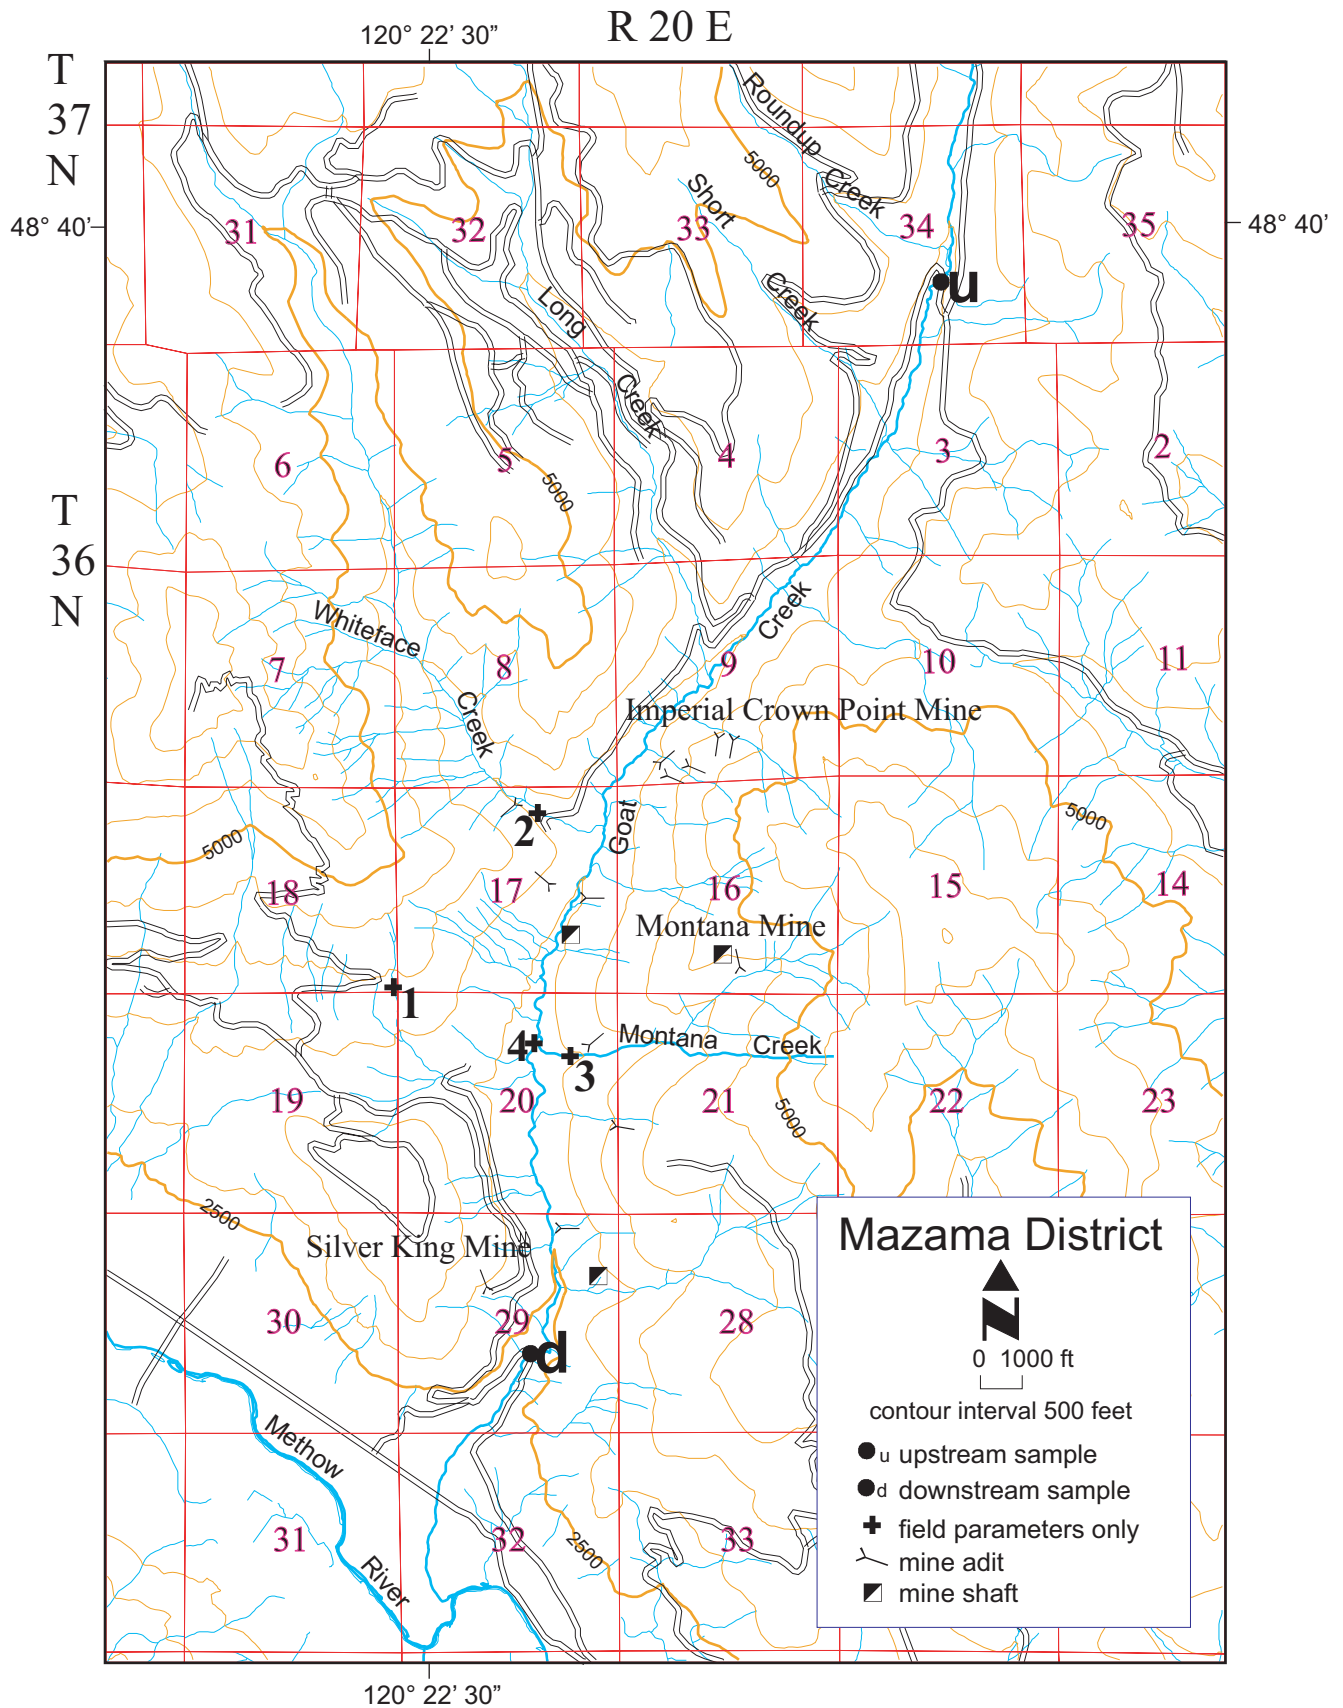 R 20 E
120° 22’ 30”
T
37
N
48° 40’
48° 40’
Roundup
Creek
5000
Short
Creek
31
32
33
34
35
u
Long
Creek
6
5
4
3
2
5000
T
36
N
Whiteface
Creek
Creek
7
8
9
10
11
Imperial Crown Point Mine
5000
5000
2
Goat
18
17
16
15
14
Montana Mine
1
4
3
Montana Creek
19
20
21
22
23
5000
2500
Silver King Mine
30
29
28
d
Methow
River
31
32
33
2500
Mazama District
N
0 1000 ft
contour interval 500 feet
u upstream sample
d downstream sample
field parameters only
mine adit
mine shaft
120° 22’ 30”